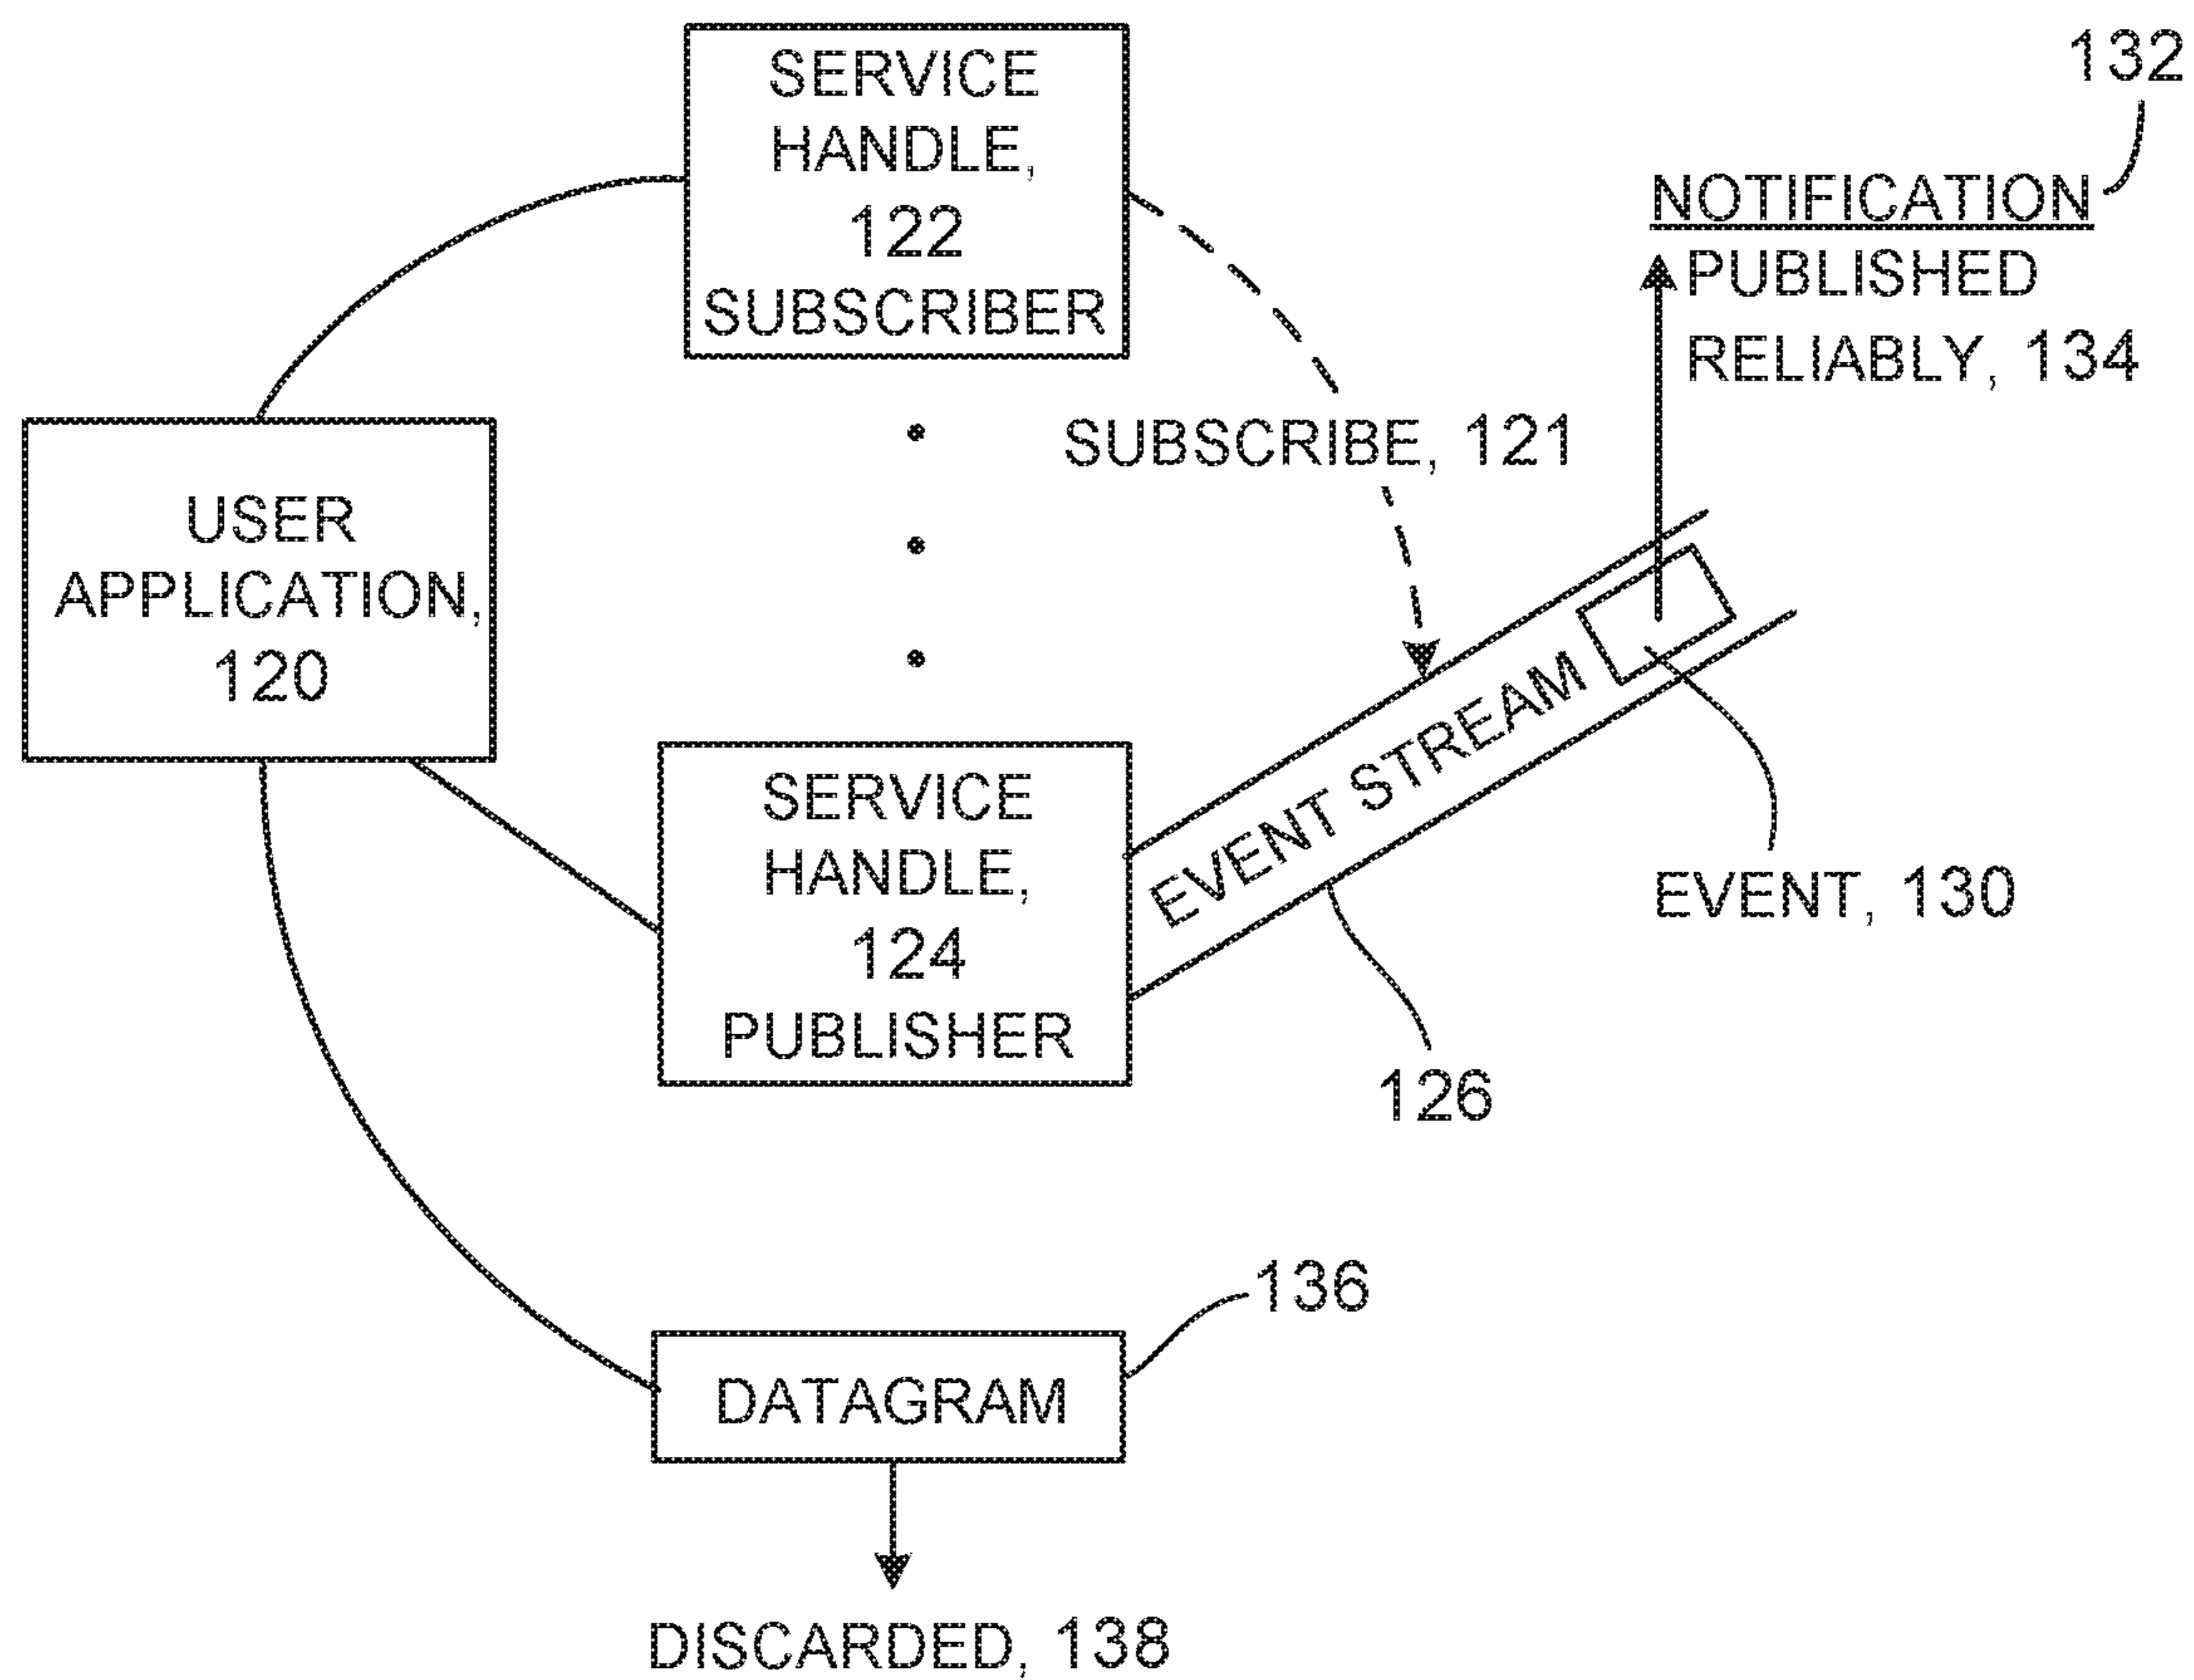 SERVICE
HANDLE,
122
SUBSCRIBER
132
NOTIFICATION
PUBLISHED
RELIABLY, 134
SUBSCRIBE, 121
USER
APPLICATION,
120
SERVICE
HANDLE,
124
PUBLISHER
EVENT STREAM
EVENT, 130
126
136
DATAGRAM
DISCARDED, 138